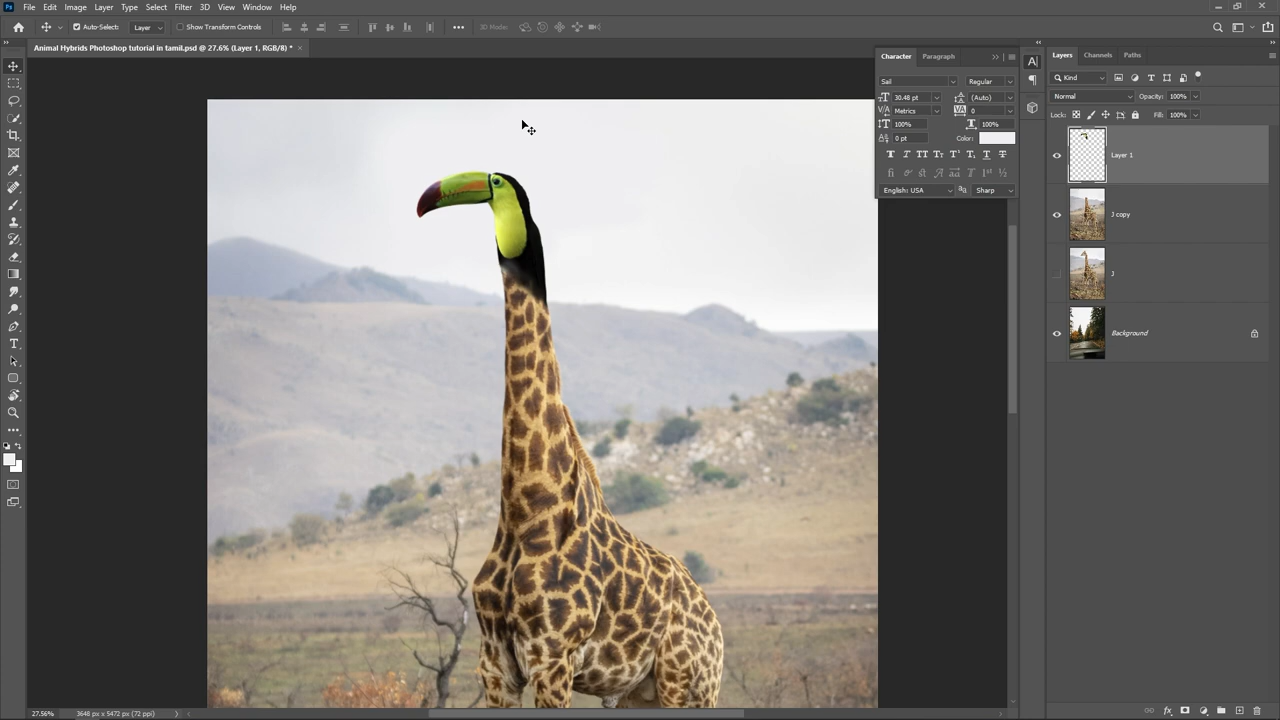 Ps File Edit Image Layer Type Select Filter 3D View Window Help
Auto-Select: Layer Show Transform Controls 3D Mode:
Animal Hybrids Photoshop tutorial in tamil.psd @ 27.6% (Layer 1, RGB/8) *
Character Paragraph
Sail Regular
30.48 pt (Auto)
Metrics 0
100% 100%
0 pt Color:
English: USA Sharp
Layers Channels Paths
Kind
Normal Opacity: 100%
Lock: Fill: 100%
Layer 1
J copy
J
Background
27.56% 3648 px x 5472 px (72 ppi)